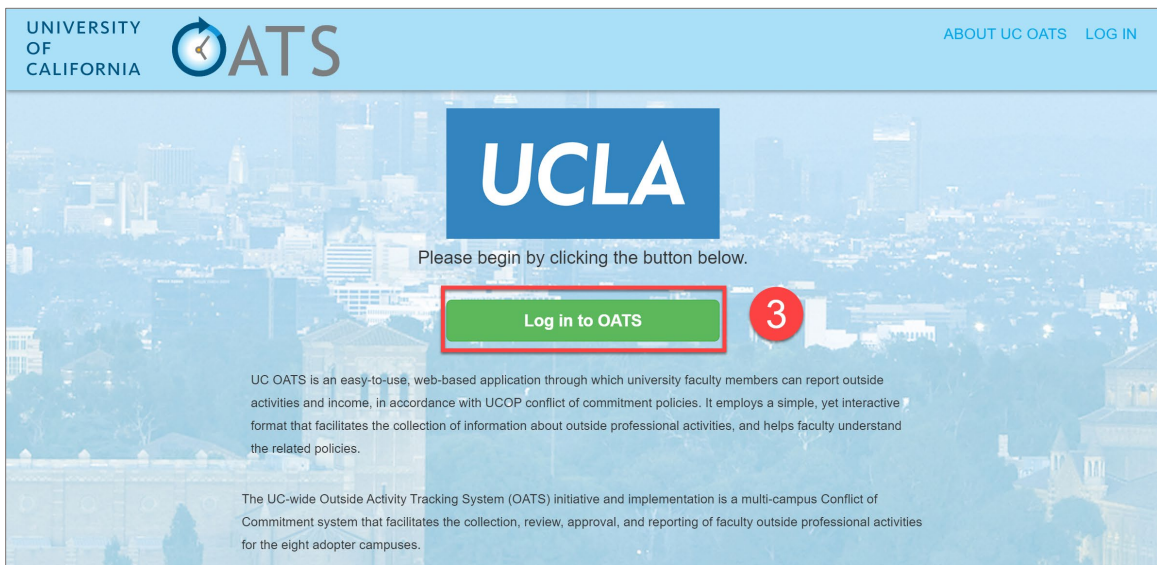 UNIVERSITY
OF
CALIFORNIA
OATS
ABOUT UC OATS LOG IN
UCLA
Please begin by clicking the button below.
Log in to OATS
3
UC OATS is an easy-to-use, web-based application through which university faculty members can report outside
activities and income, in accordance with UCOP conflict of commitment policies. It employs a simple, yet interactive
format that facilitates the collection of information about outside professional activities, and helps faculty understand
the related policies.
The UC-wide Outside Activity Tracking System (OATS) initiative and implementation is a multi-campus Conflict of
Commitment system that facilitates the collection, review, approval, and reporting of faculty outside professional activities
for the eight adopter campuses.